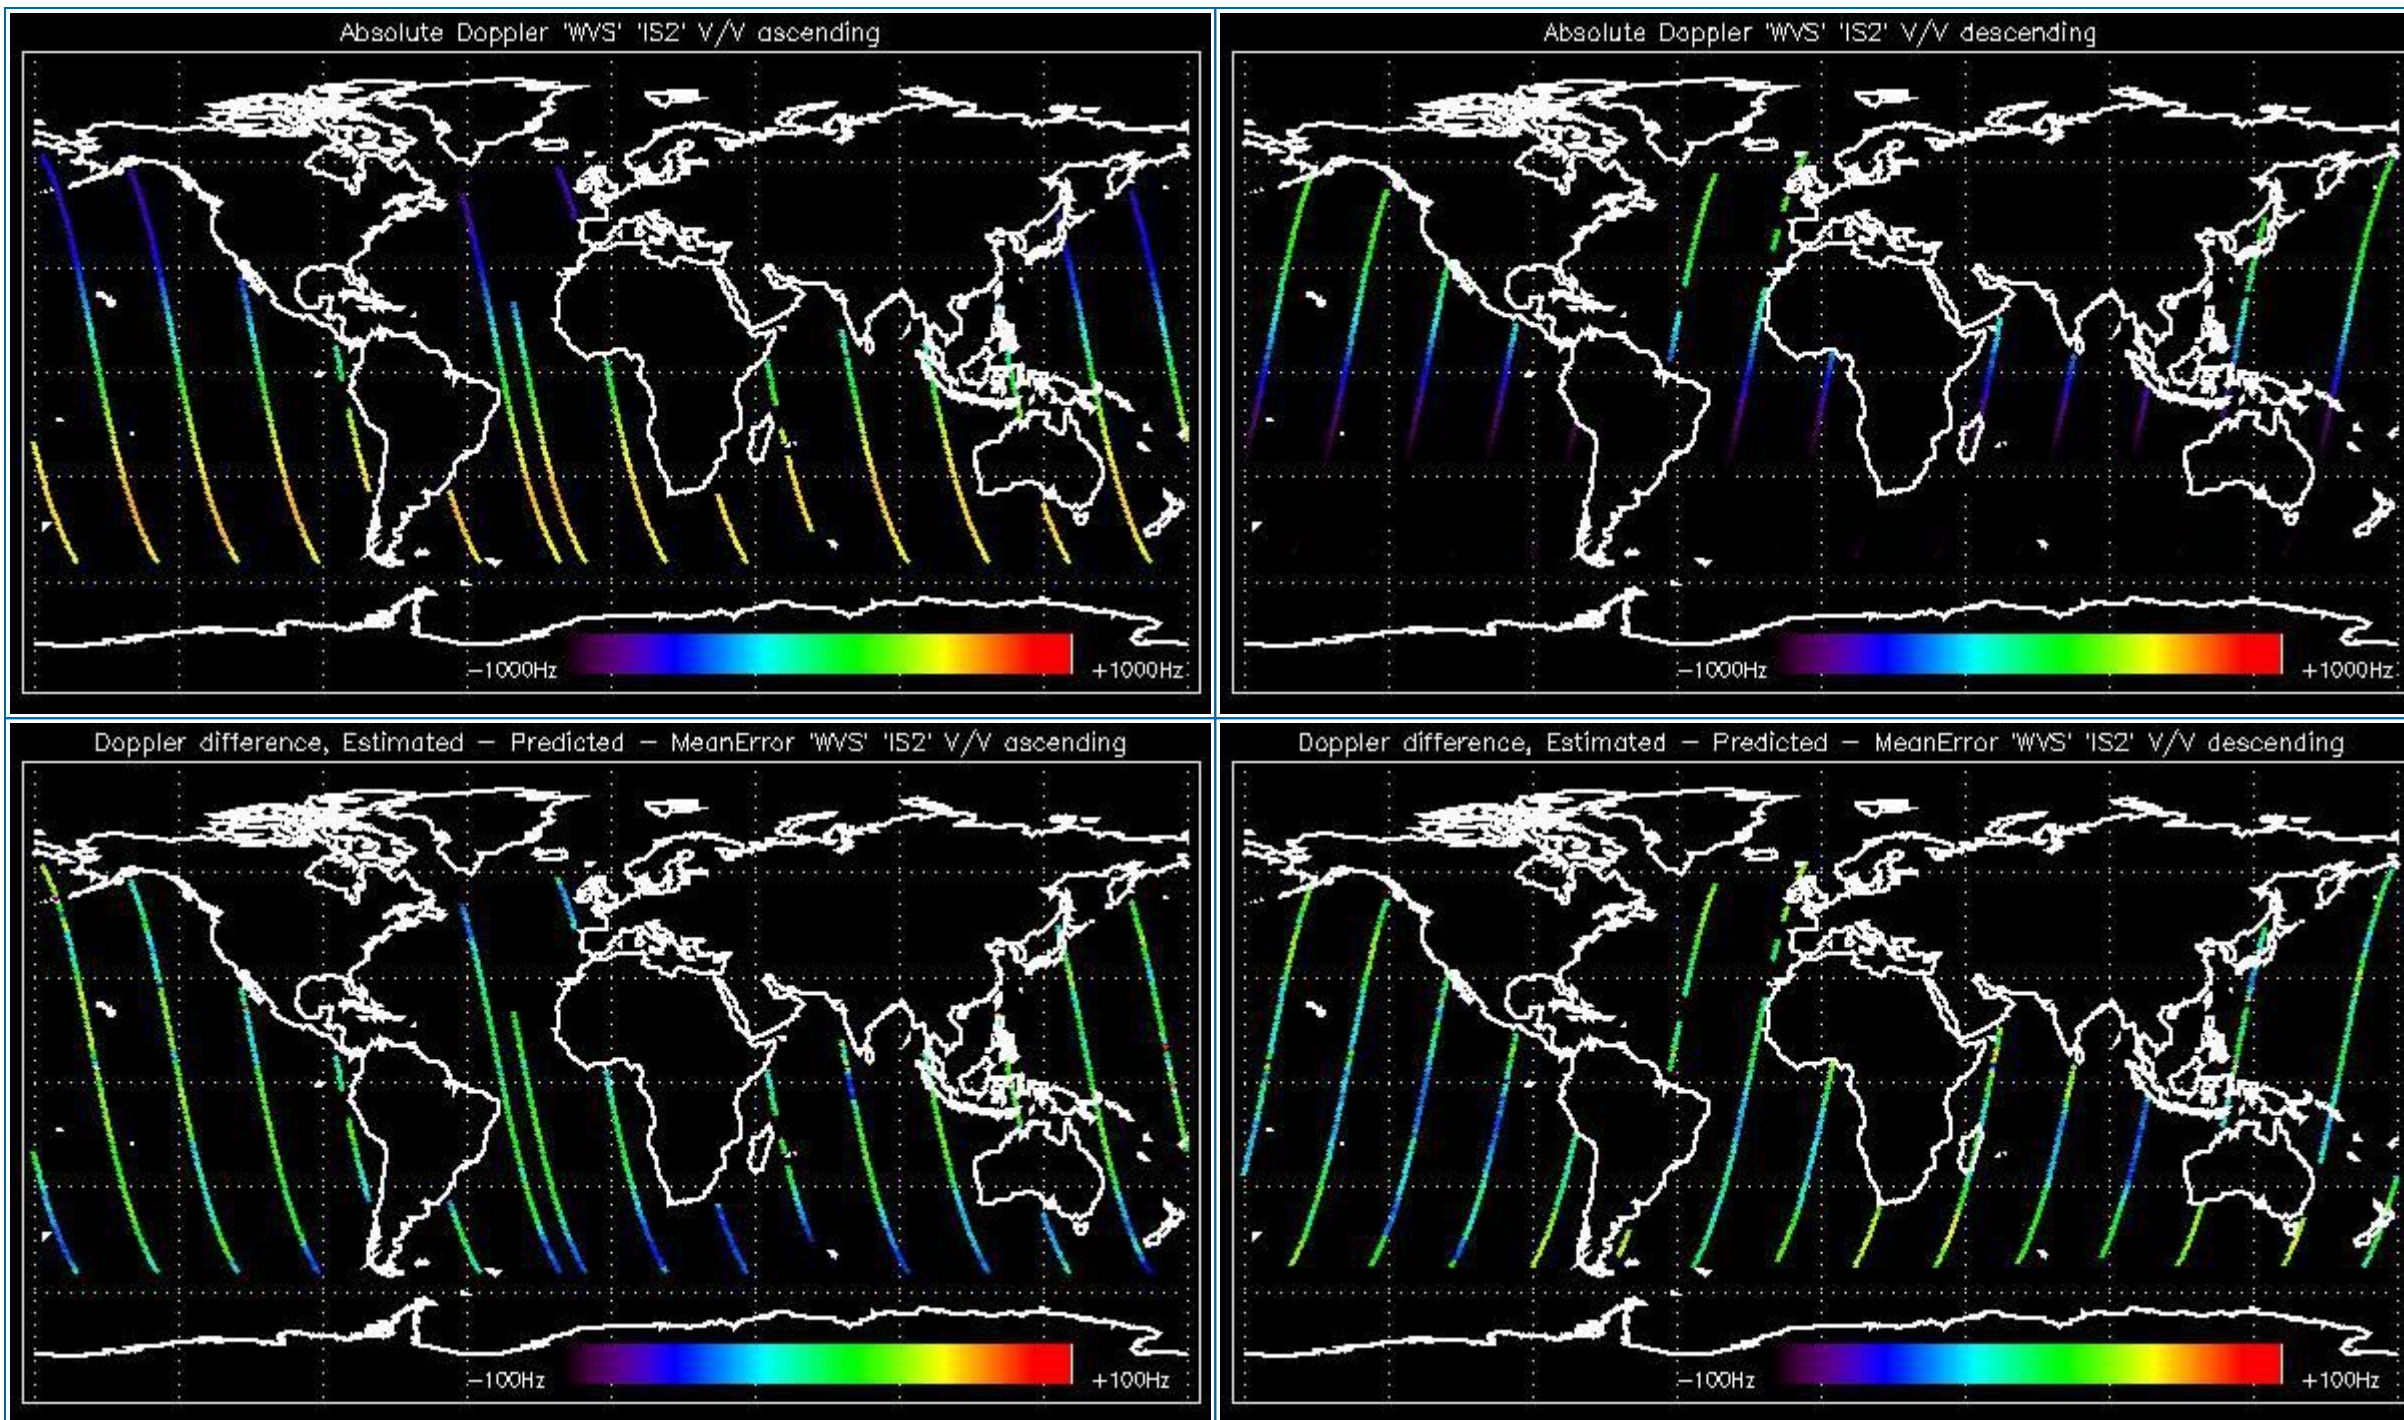 Absolute Doppler 'WVS' 'IS2' V/V ascending
-1000Hz
+1000Hz
Absolute Doppler 'WVS' 'IS2' V/V descending
-1000Hz
+1000Hz
Doppler difference, Estimated - Predicted - MeanError 'WVS' 'IS2' V/V ascending
-100Hz
+100Hz
Doppler difference, Estimated - Predicted - MeanError 'WVS' 'IS2' V/V descending
-100Hz
+100Hz